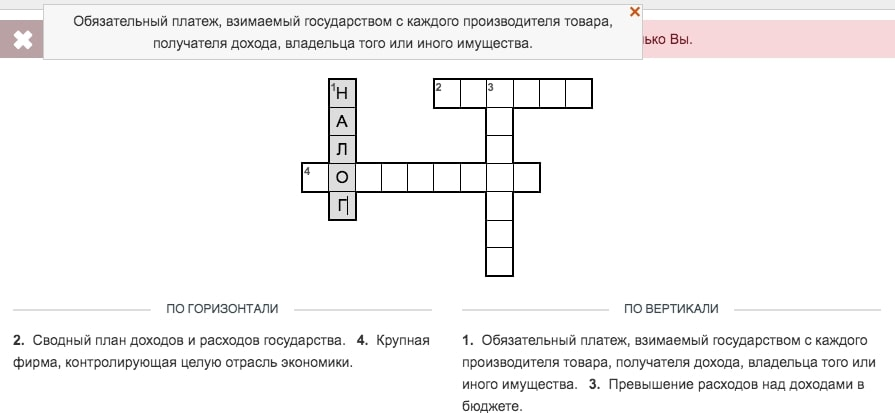 Обязательный платеж, взимаемый государством с каждого производителя товара,
получателя дохода, владельца того или иного имущества.
ько Вы.
1 Н
2 3
А
Л
4 О
Г
ПО ГОРИЗОНТАЛИ
2. Сводный план доходов и расходов государства. 4. Крупная
фирма, контролирующая целую отрасль экономики.
ПО ВЕРТИКАЛИ
1. Обязательный платеж, взимаемый государством с каждого
производителя товара, получателя дохода, владельца того или
иного имущества. 3. Превышение расходов над доходами в
бюджете.